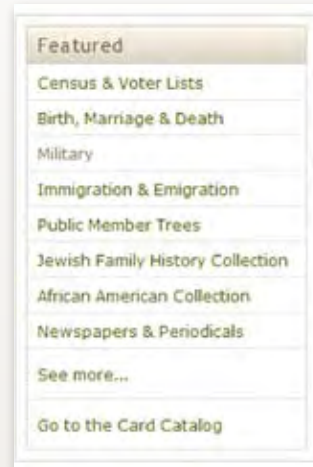 Featured
Census & Voter Lists
Birth, Marriage & Death
Military
Immigration & Emigration
Public Member Trees
Jewish Family History Collection
African American Collection
Newspapers & Periodicals
See more...
Go to the Card Catalog